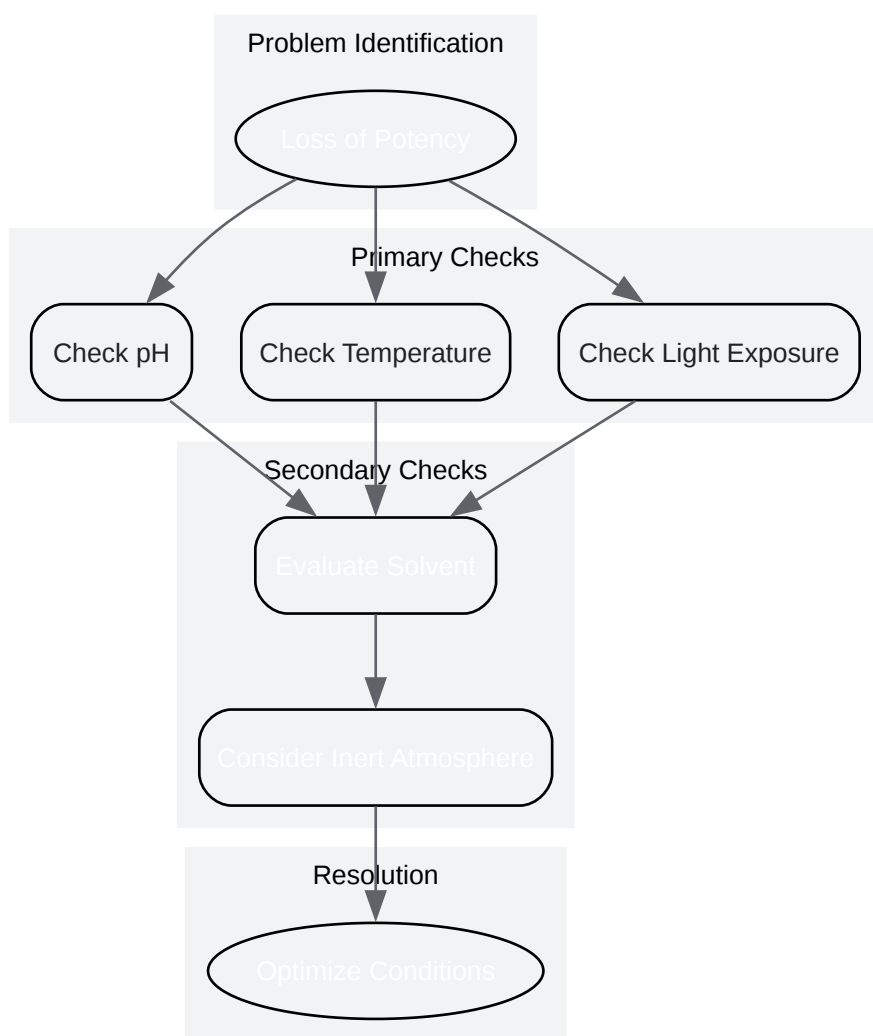 Problem Identification
Loss of Potency
Primary Checks
Check pH
Check Temperature
Check Light Exposure
Secondary Checks
Evaluate Solvent
Consider Inert Atmosphere
Resolution
Optimize Conditions